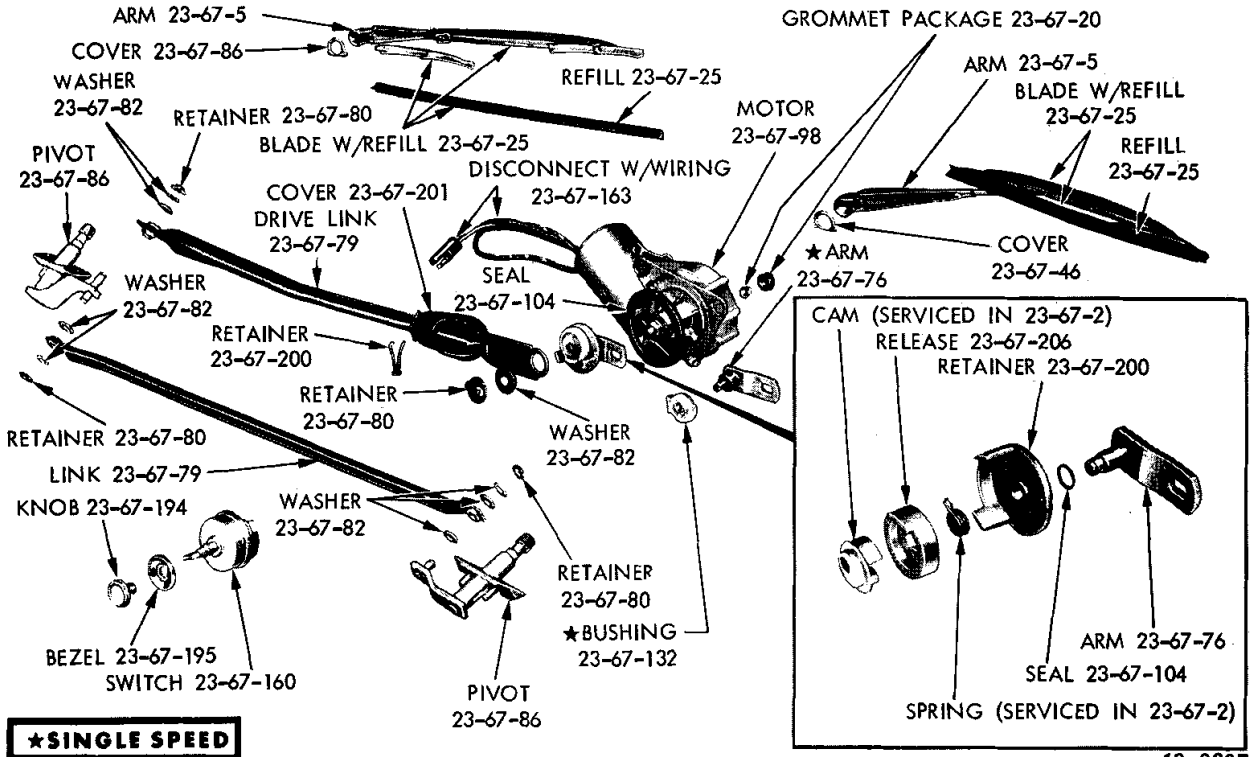 ARM 23-67-5
COVER 23-67-86
WASHER
23-67-82
RETAINER 23-67-80
PIVOT
23-67-86
REFILL 23-67-25
BLADE W/REFILL 23-67-25
GROMMET PACKAGE 23-67-20
MOTOR
23-67-98
ARM 23-67-5
BLADE W/REFILL
23-67-25
REFILL
23-67-25
DISCONNECT W/WIRING
23-67-163
COVER 23-67-201
DRIVE LINK
23-67-79
SEAL
23-67-104
COVER
23-67-46
★ARM
23-67-76
WASHER
23-67-82
RETAINER
23-67-200
RETAINER
23-67-80
WASHER
23-67-82
RETAINER 23-67-80
LINK 23-67-79
KNOB 23-67-194
WASHER
23-67-82
RETAINER
23-67-80
★BUSHING
23-67-132
BEZEL 23-67-195
SWITCH 23-67-160
PIVOT
23-67-86
CAM (SERVICED IN 23-67-2)
RELEASE 23-67-206
RETAINER 23-67-200
ARM 23-67-76
SEAL 23-67-104
SPRING (SERVICED IN 23-67-2)
★SINGLE SPEED